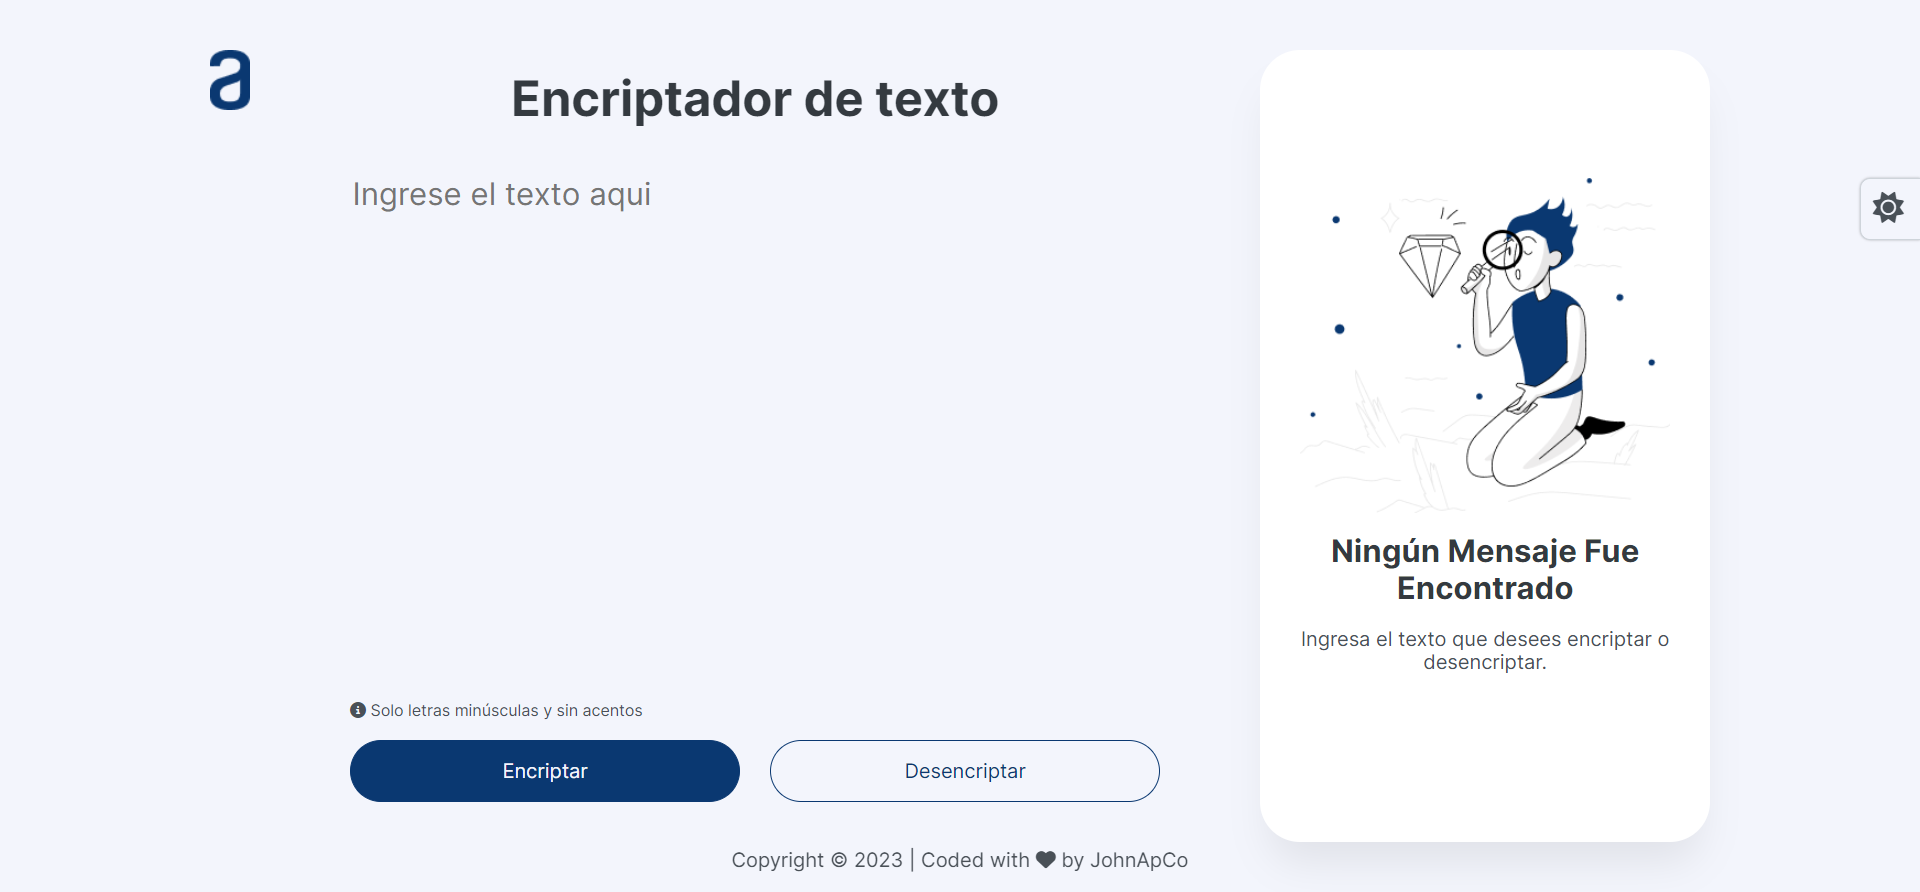 a
Encriptador de texto
Ingrese el texto aqui
Solo letras minúsculas y sin acentos
Encriptar
Desencriptar
Ningún Mensaje Fue
Encontrado
Ingresa el texto que desees encriptar o
desencriptar.
Copyright © 2023 | Coded with ♥ by JohnApCo